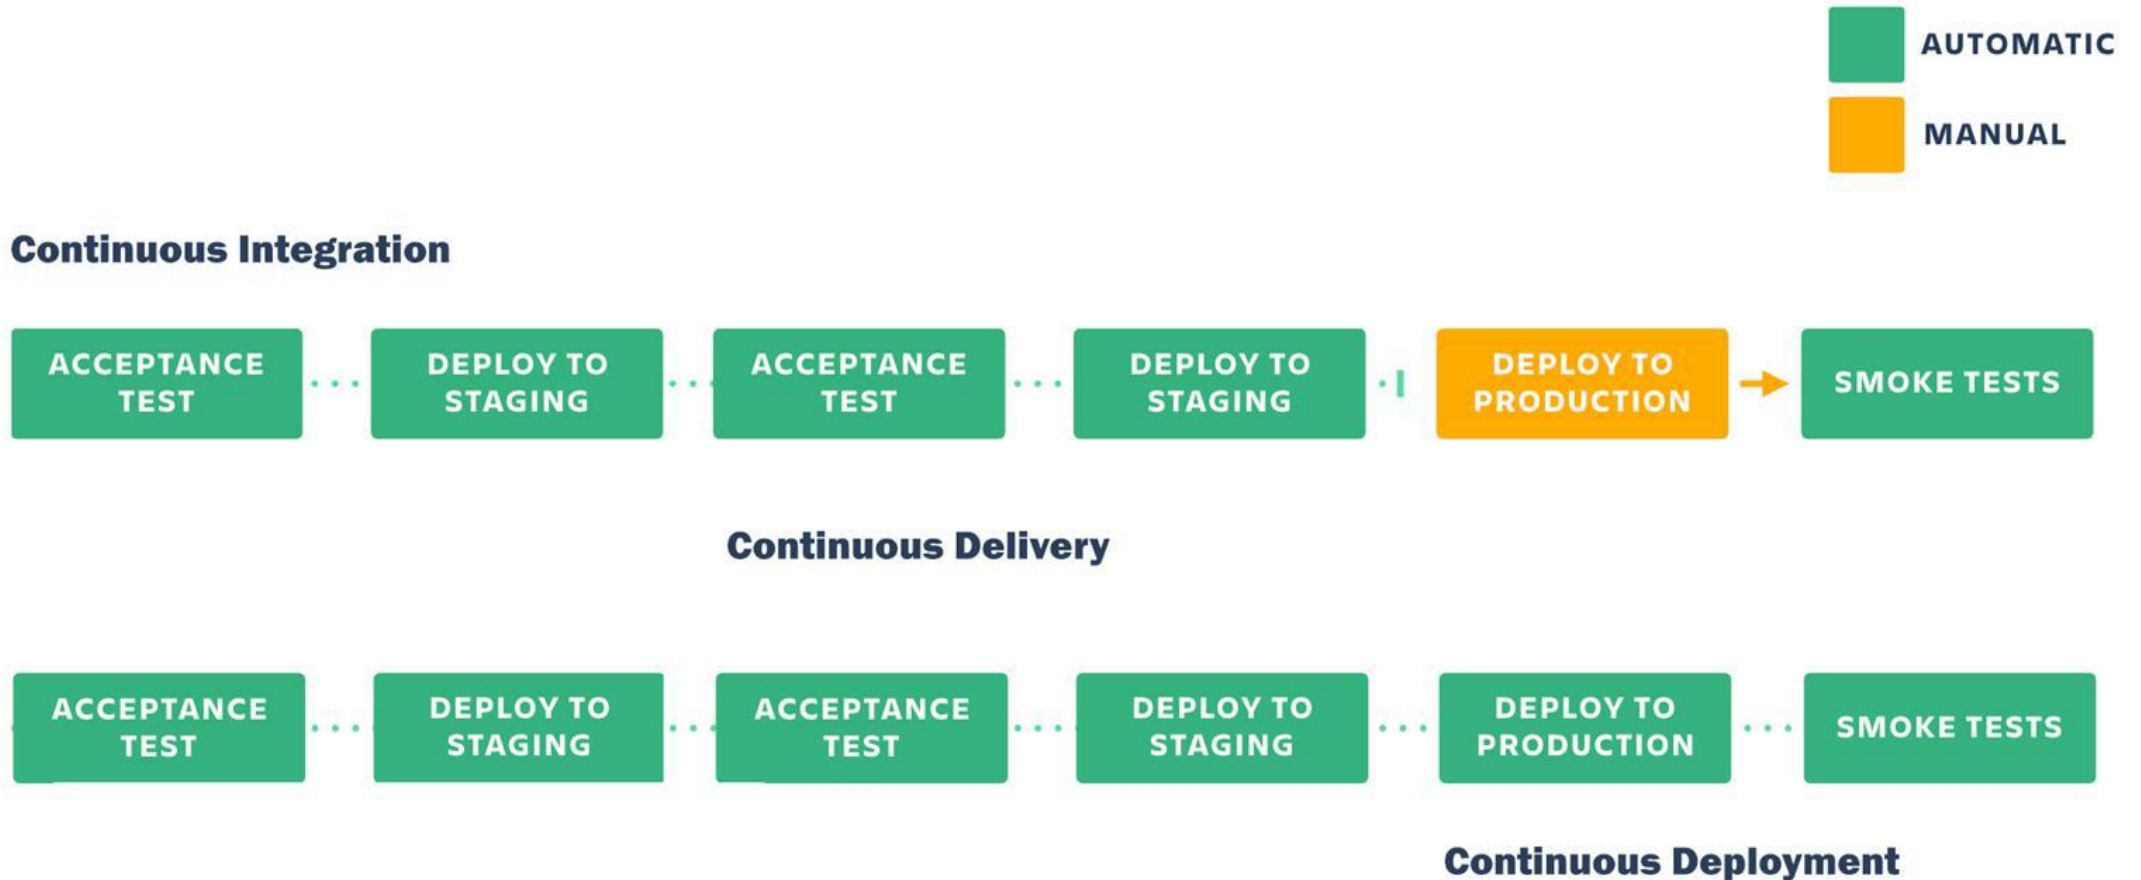 AUTOMATIC
MANUAL
Continuous Integration
ACCEPTANCE
TEST
DEPLOY TO
STAGING
ACCEPTANCE
TEST
DEPLOY TO
STAGING
DEPLOY TO
PRODUCTION
SMOKE TESTS
Continuous Delivery
ACCEPTANCE
TEST
DEPLOY TO
STAGING
ACCEPTANCE
TEST
DEPLOY TO
STAGING
DEPLOY TO
PRODUCTION
SMOKE TESTS
Continuous Deployment